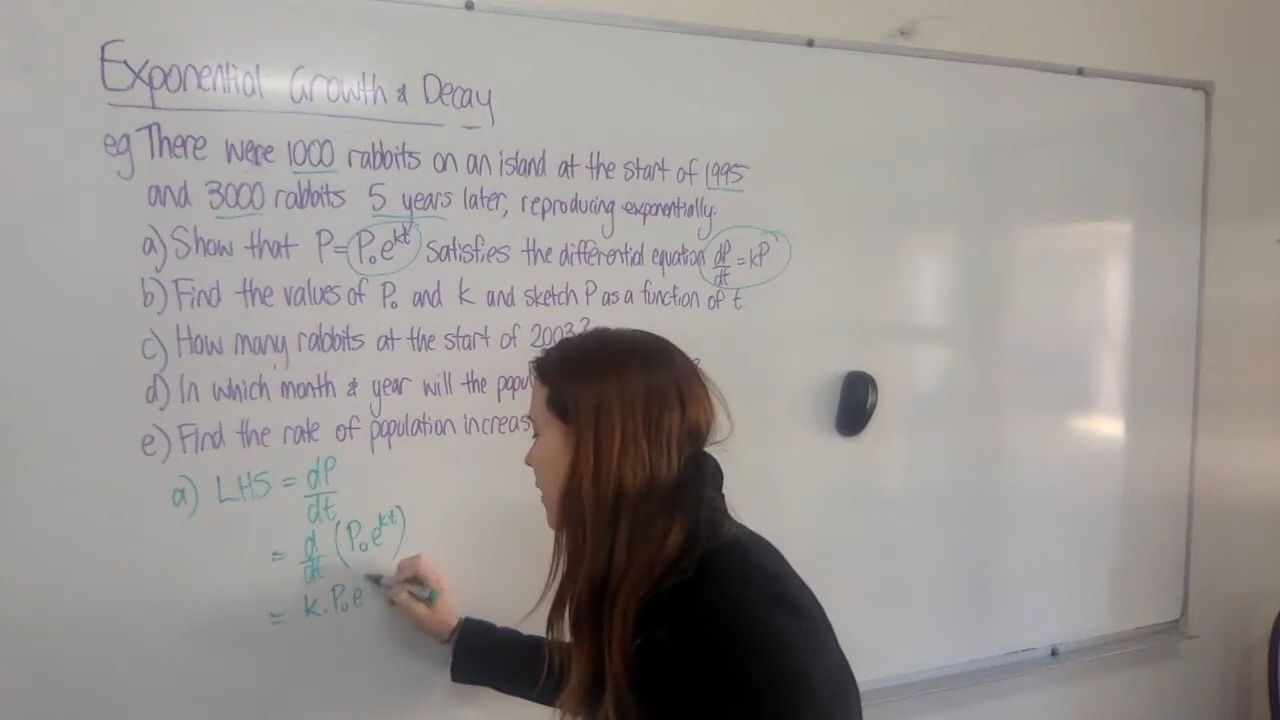 Exponential Growth & Decay
eg There were 1000 rabbits on an island at the start of 1995
and 3000 rabbits 5 years later, reproducing exponentially.
a) Show that P=P₀e^kt satisfies the differential equation dP/dt = kP
b) Find the values of P₀ and k and sketch P as a function of t
c) How many rabbits at the start of 2003?
d) In which month & year will the
e) Find the rate of population
a) LHS = dP/dt
= d/dt (P₀e^kt)
= k.P₀e